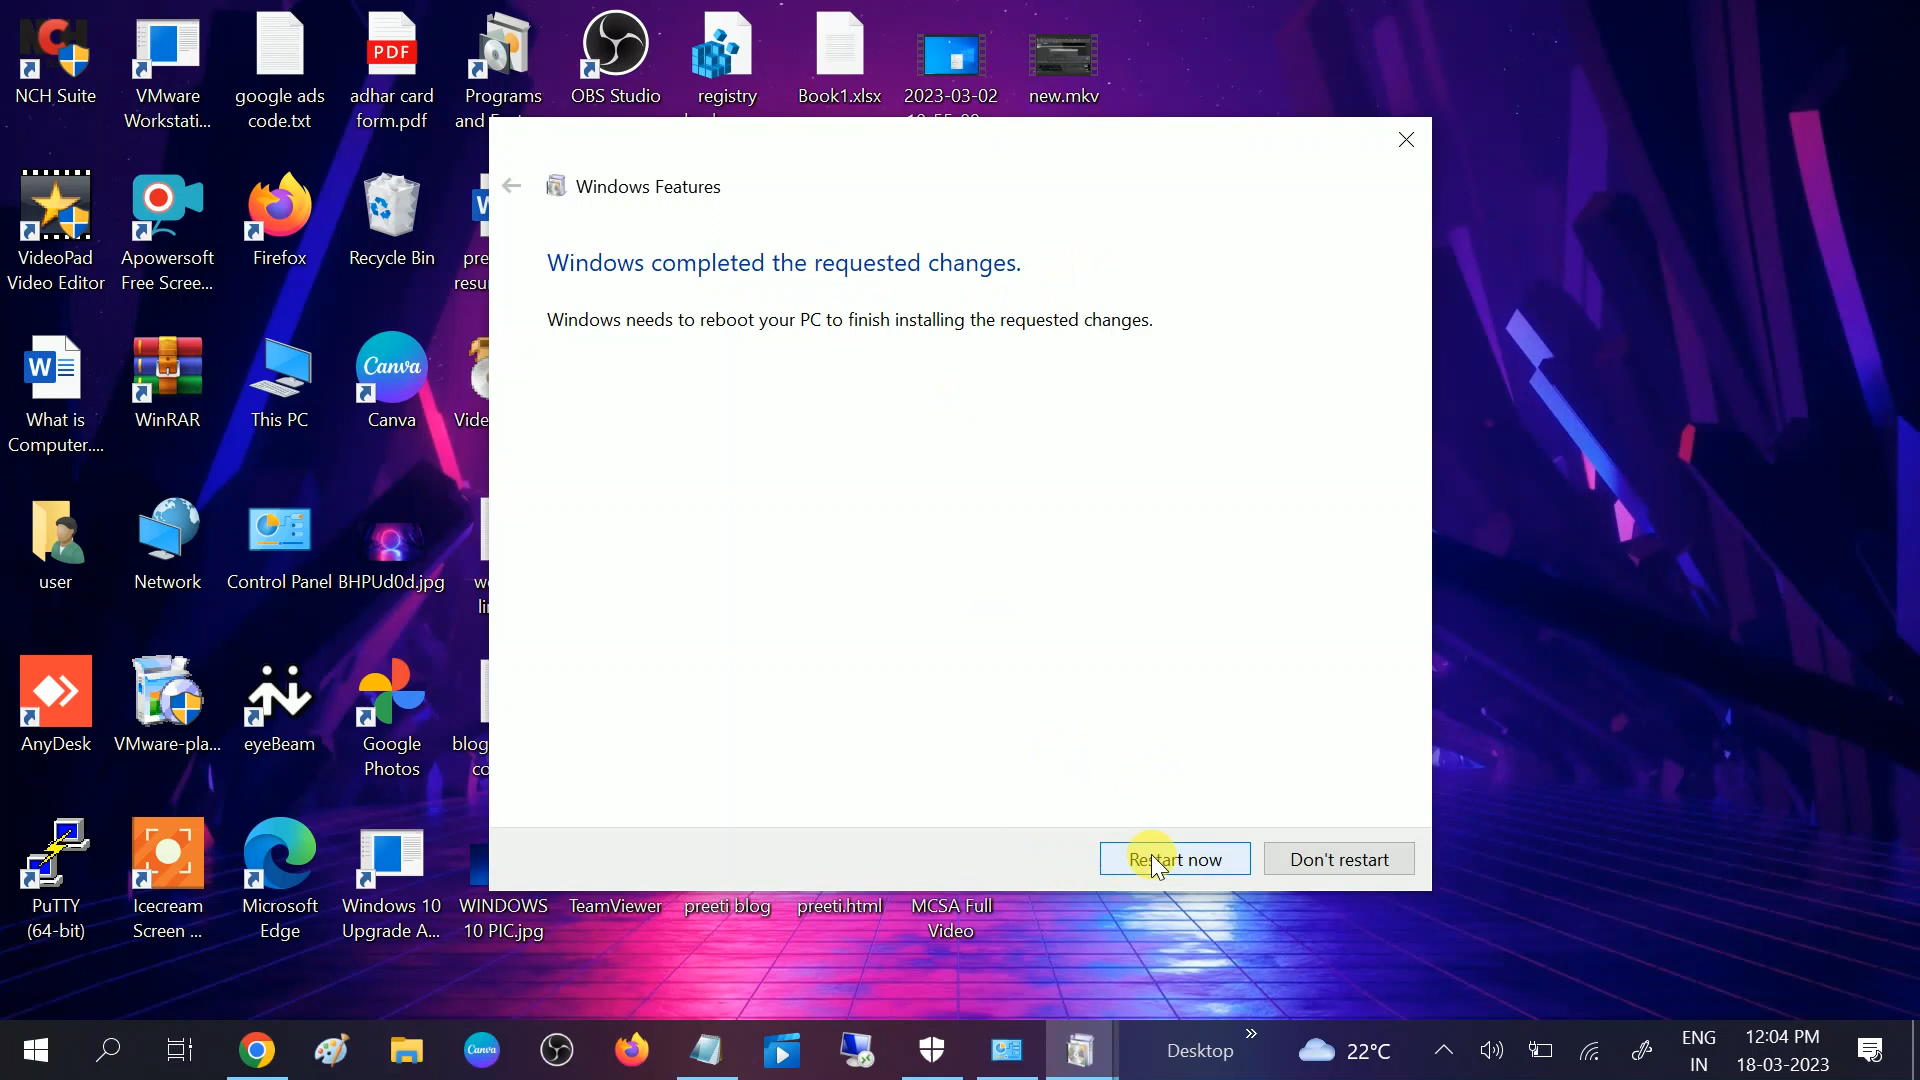 NCH Suite
VMware
Workstati...
google ads
code.txt
PDF
adhar card
form.pdf
Programs
OBS Studio
registry
Book1.xlsx
2023-03-02
new.mkv
VideoPad
Video Editor
Apowersoft
Free Scree...
Firefox
Recycle Bin
What is
Computer....
WinRAR
This PC
Canva
Canva
user
Network
Control Panel
BHPUd0d.jpg
AnyDesk
VMware-pla...
eyeBeam
Google
Photos
PuTTY
(64-bit)
Icecream
Screen ...
Microsoft
Edge
Windows 10
Upgrade A...
WINDOWS
10 PIC.jpg
TeamViewer
preeti blog
preeti.html
MCSA Full
Video
Windows Features
Windows completed the requested changes.
Windows needs to reboot your PC to finish installing the requested changes.
Restart now
Don't restart
Canva
Desktop
22°C
ENG
IN
12:04 PM
18-03-2023